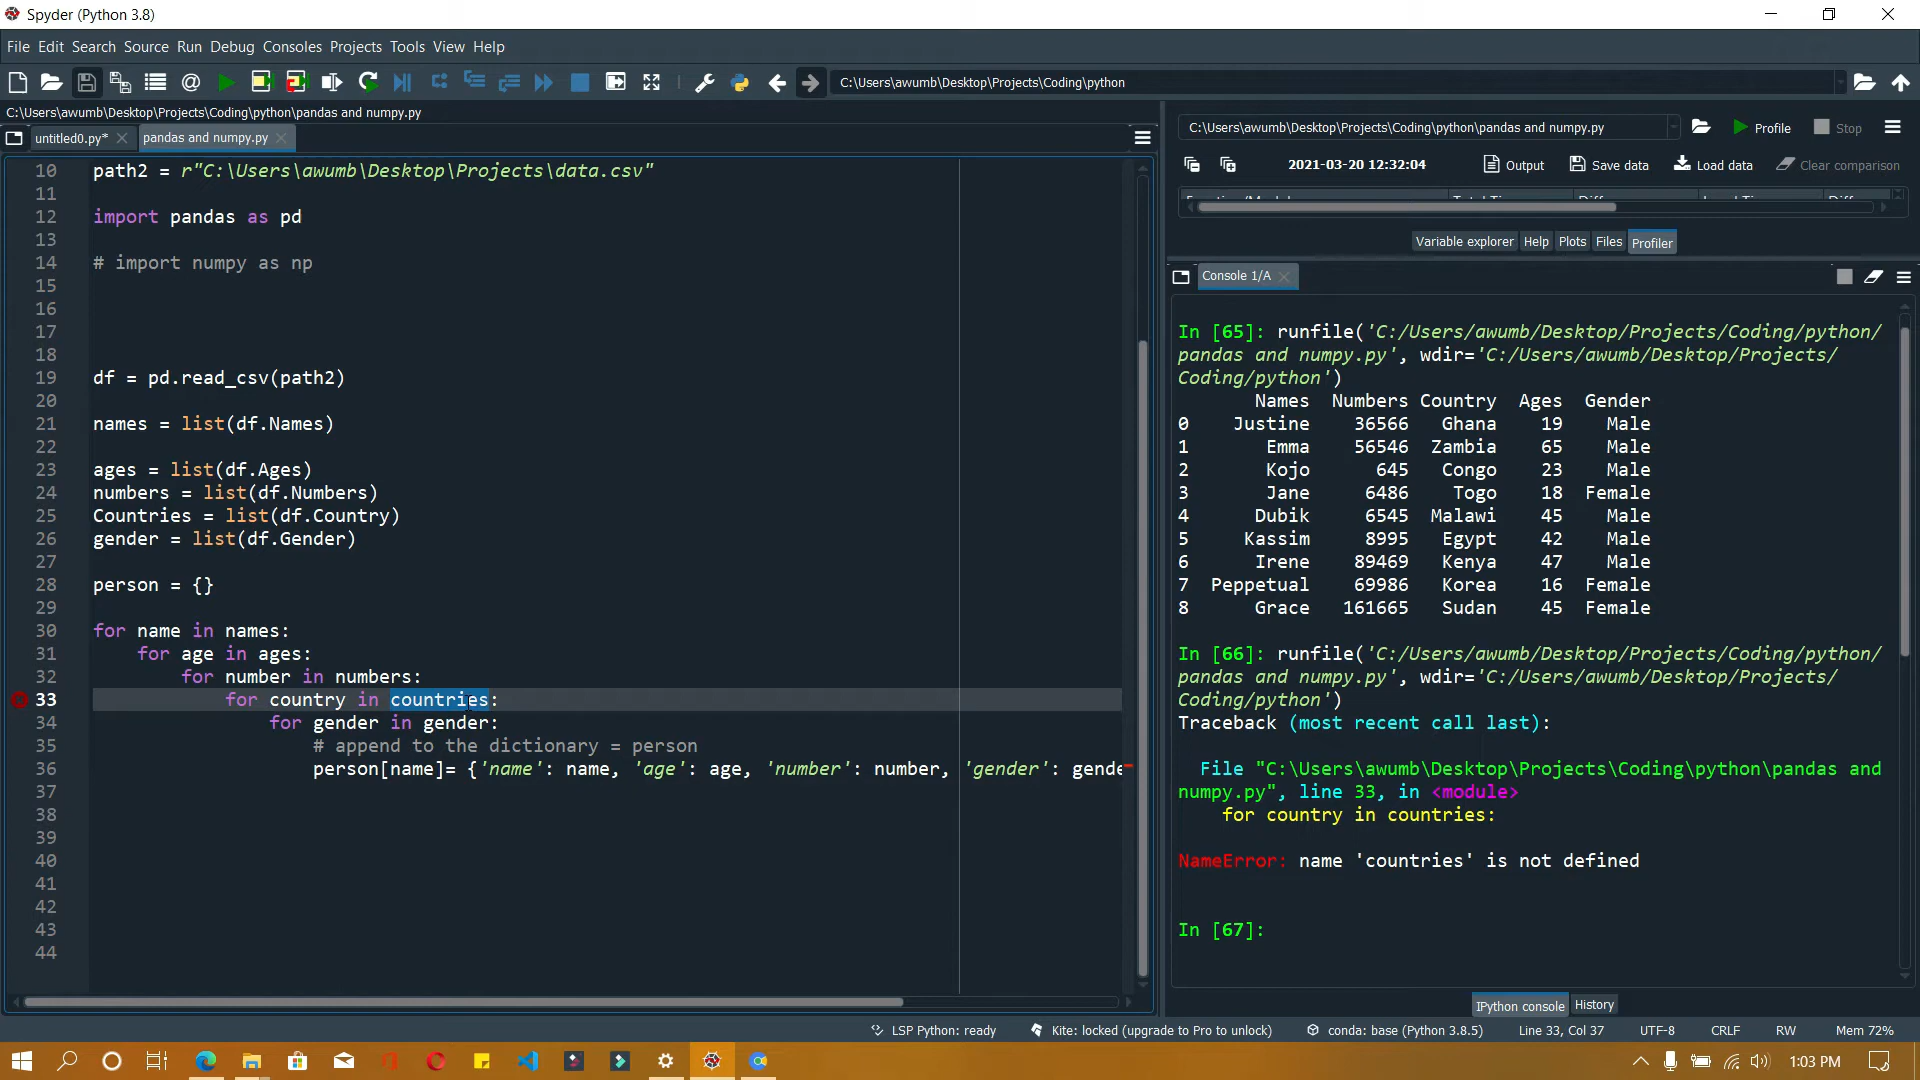 Spyder (Python 3.8)
File Edit Search Source Run Debug Consoles Projects Tools View Help
C:\Users\awumb\Desktop\Projects\Coding\python
C:\Users\awumb\Desktop\Projects\Coding\python\pandas and numpy.py
untitled0.py*
pandas and numpy.py
10 path2 = r"C:\Users\awumb\Desktop\Projects\data.csv"
11
12 import pandas as pd
13
14 # import numpy as np
15
16
17
18
19 df = pd.read_csv(path2)
20
21 names = list(df.Names)
22
23 ages = list(df.Ages)
24 numbers = list(df.Numbers)
25 Countries = list(df.Country)
26 gender = list(df.Gender)
27
28 person = {}
29
30 for name in names:
31 for age in ages:
32 for number in numbers:
33 for country in countries:
34 for gender in gender:
35 # append to the dictionary = person
36 person[name]= {'name': name, 'age': age, 'number': number, 'gender': gende
37
38
39
40
41
42
43
44
C:\Users\awumb\Desktop\Projects\Coding\python\pandas and numpy.py
Profile
Stop
2021-03-20 12:32:04
Output
Save data
Load data
Clear comparison
Variable explorer Help Plots Files Profiler
Console 1/A
In [65]: runfile('C:/Users/awumb/Desktop/Projects/Coding/python/
pandas and numpy.py', wdir='C:/Users/awumb/Desktop/Projects/
Coding/python')
Names Numbers Country Ages Gender
0 Justine 36566 Ghana 19 Male
1 Emma 56546 Zambia 65 Male
2 Kojo 645 Congo 23 Male
3 Jane 6486 Togo 18 Female
4 Dubik 6545 Malawi 45 Male
5 Kassim 8995 Egypt 42 Male
6 Irene 89469 Kenya 47 Male
7 Peppetual 69986 Korea 16 Female
8 Grace 161665 Sudan 45 Female
In [66]: runfile('C:/Users/awumb/Desktop/Projects/Coding/python/
pandas and numpy.py', wdir='C:/Users/awumb/Desktop/Projects/
Coding/python')
Traceback (most recent call last):
File "C:\Users\awumb\Desktop\Projects\Coding\python\pandas and
numpy.py", line 33, in <module>
for country in countries:
NameError: name 'countries' is not defined
In [67]:
IPython console History
LSP Python: ready
Kite: locked (upgrade to Pro to unlock)
conda: base (Python 3.8.5)
Line 33, Col 37
UTF-8
CRLF
RW
Mem 72%
1:03 PM